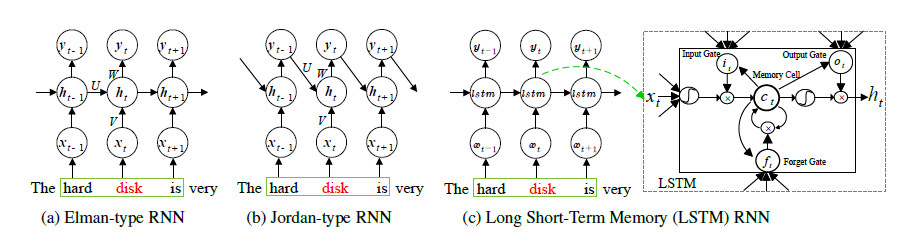 y t-1 y t y t+1
U W
h t-1 h t h t+1
V
x t-1 x t x t+1
The hard disk is very
(a) Elman-type RNN
y t-1 y t y t+1
U W
h t-1 h t h t+1
V
x t-1 x t x t+1
The hard disk is very
(b) Jordan-type RNN
y t-1 y t y t+1
lstm lstm lstm
x t-1 x t x t+1
The hard disk is very
Input Gate Output Gate
i t o t
Memory Cell
x t ∫ × c t ∫ × h t
×
f t Forget Gate
LSTM
(c) Long Short-Term Memory (LSTM) RNN